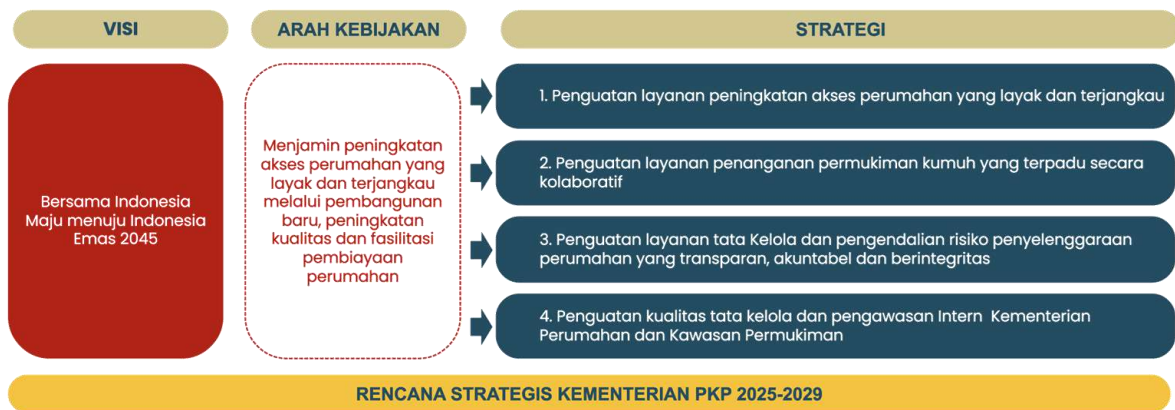 VISI
ARAH KEBIJAKAN
STRATEGI
Bersama Indonesia
Maju menuju Indonesia
Emas 2045
Menjamin peningkatan
akses perumahan yang
layak dan terjangkau
melalui pembangunan
baru, peningkatan
kualitas dan fasilitasi
pembiayaan
perumahan
1. Penguatan layanan peningkatan akses perumahan yang layak dan terjangkau
2. Penguatan layanan penanganan permukiman kumuh yang terpadu secara
kolaboratif
3. Penguatan layanan tata Kelola dan pengendalian risiko penyelenggaraan
perumahan yang transparan, akuntabel dan berintegritas
4. Penguatan kualitas tata kelola dan pengawasan Intern Kementerian
Perumahan dan Kawasan Permukiman
RENCANA STRATEGIS KEMENTERIAN PKP 2025-2029